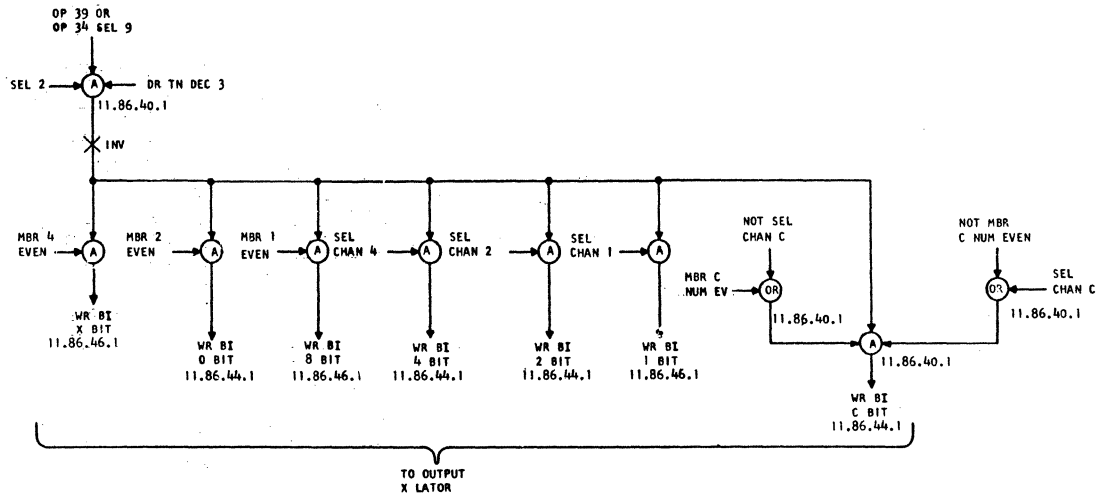 OP 39 OR
OP 34 SEL 9
SEL 2
A
DR TN DEC 3
11.86.40.1
INV
MBR 4
EVEN
A
MBR 2
EVEN
A
MBR 1
EVEN
A
SEL
CHAN 4
A
SEL
CHAN 2
A
SEL
CHAN 1
A
NOT SEL
CHAN C
MBR C
NUM EV
OR
11.86.40.1
NOT MBR
C NUM EVEN
OR
SEL
CHAN C
11.86.40.1
A
11.86.40.1
WR BI
X BIT
11.86.46.1
WR BI
0 BIT
11.86.44.1
WR BI
8 BIT
11.86.46.1
WR BI
4 BIT
11.86.44.1
WR BI
2 BIT
11.86.44.1
WR BI
1 BIT
11.86.46.1
WR BI
C BIT
11.86.44.1
TO OUTPUT
X LATOR